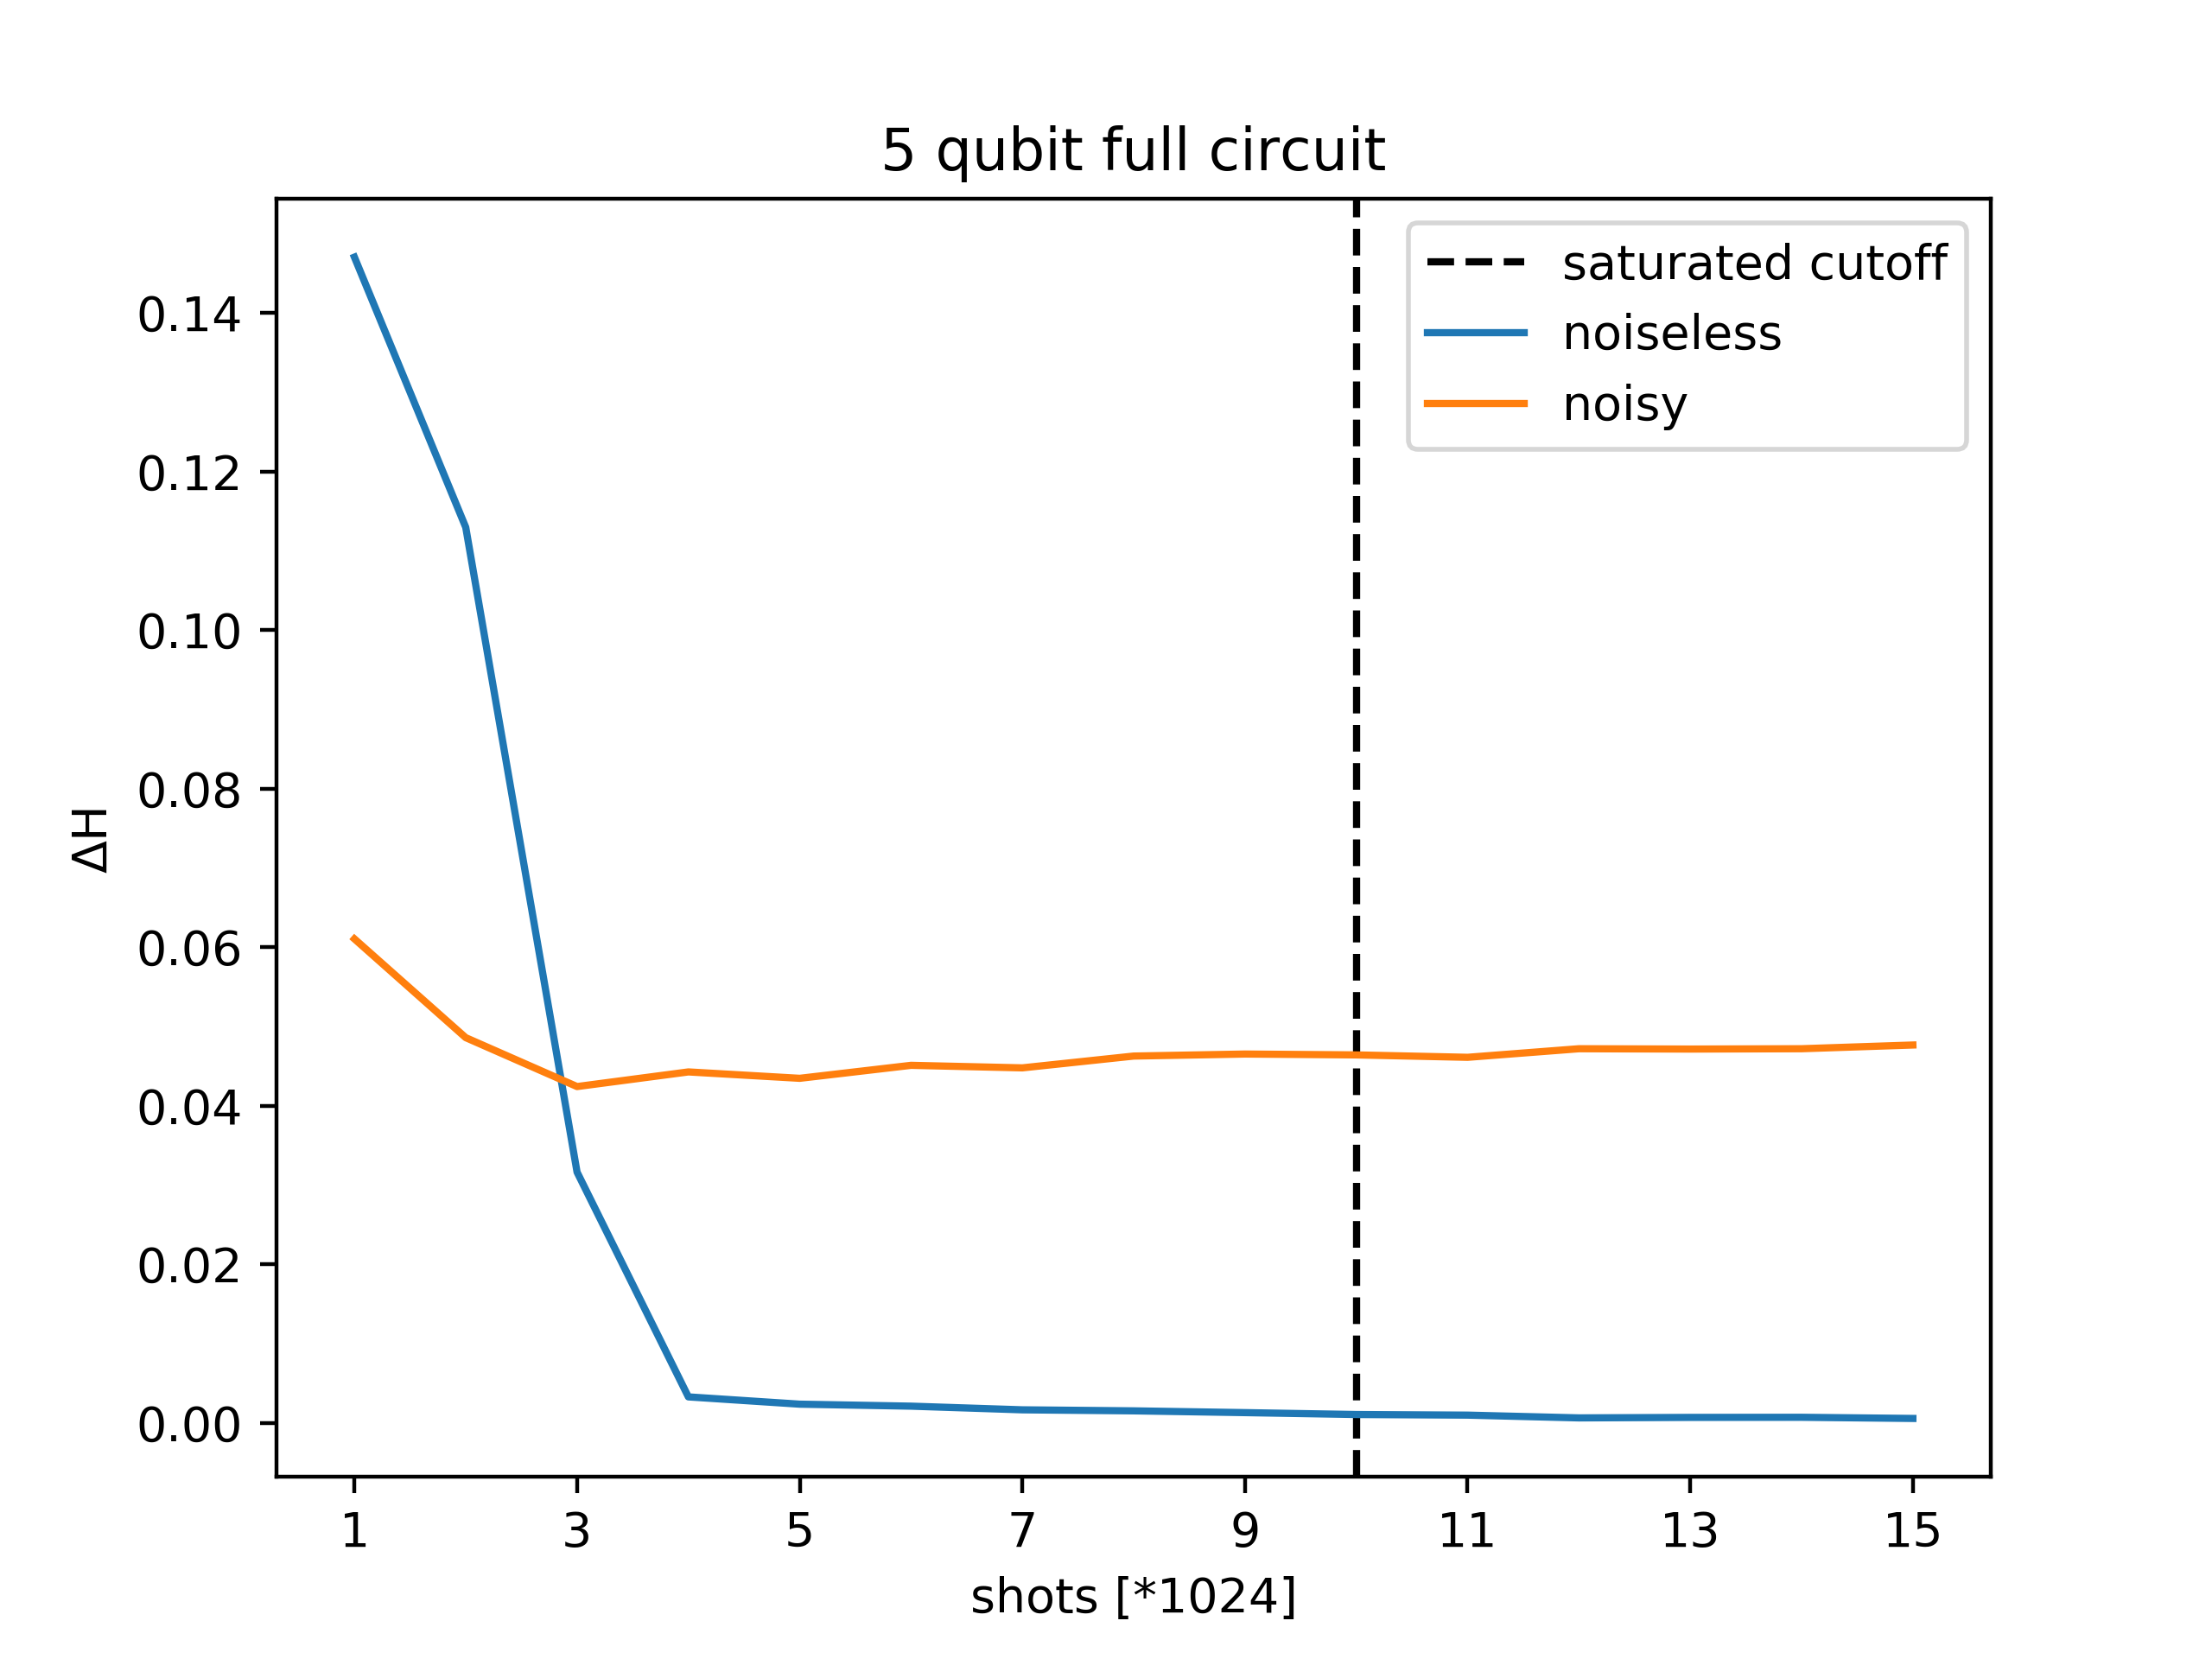 5 qubit full circuit
saturated cutoff
noiseless
noisy
0.14
0.12
0.10
0.08
0.06
0.04
0.02
0.00
ΔH
1 3 5 7 9 11 13 15
shots [*1024]